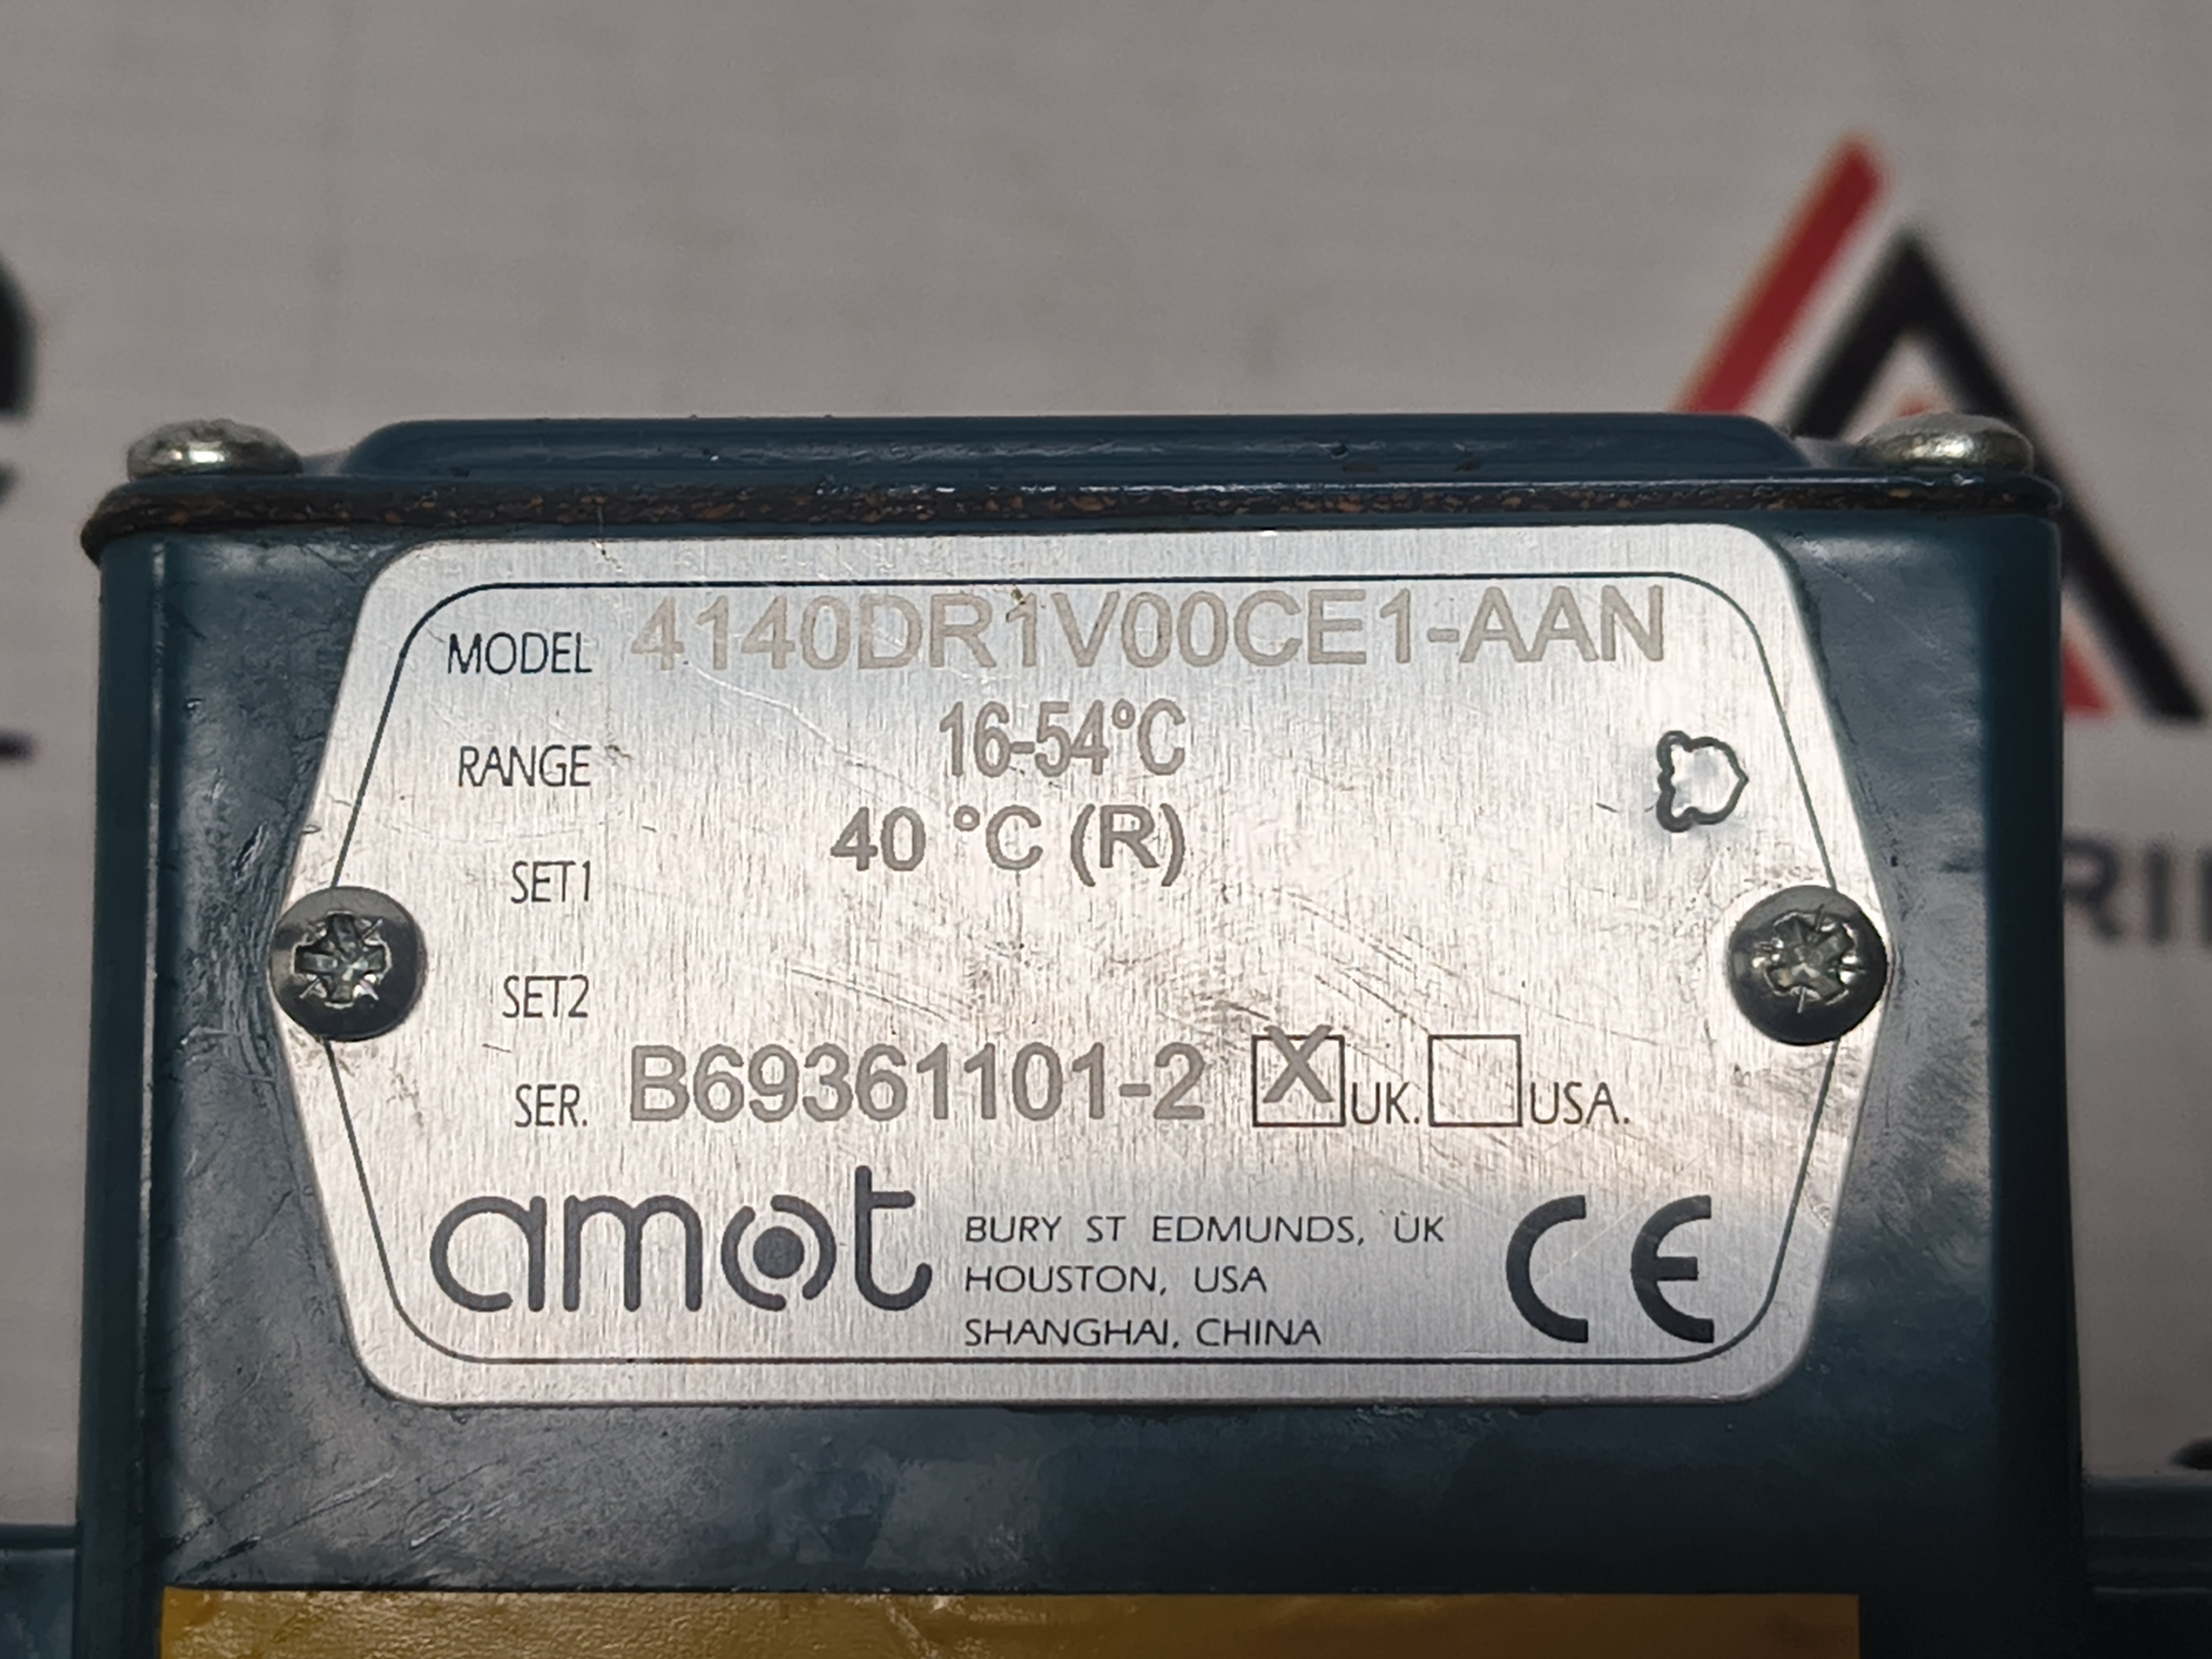 MODEL 4140DR1V00CE1-AAN
RANGE 16-54°C
SET1 40 °C (R)
SET2
SER. B69361101-2 X UK. USA.
amot
BURY ST EDMUNDS, UK
HOUSTON, USA
SHANGHAI, CHINA
CE